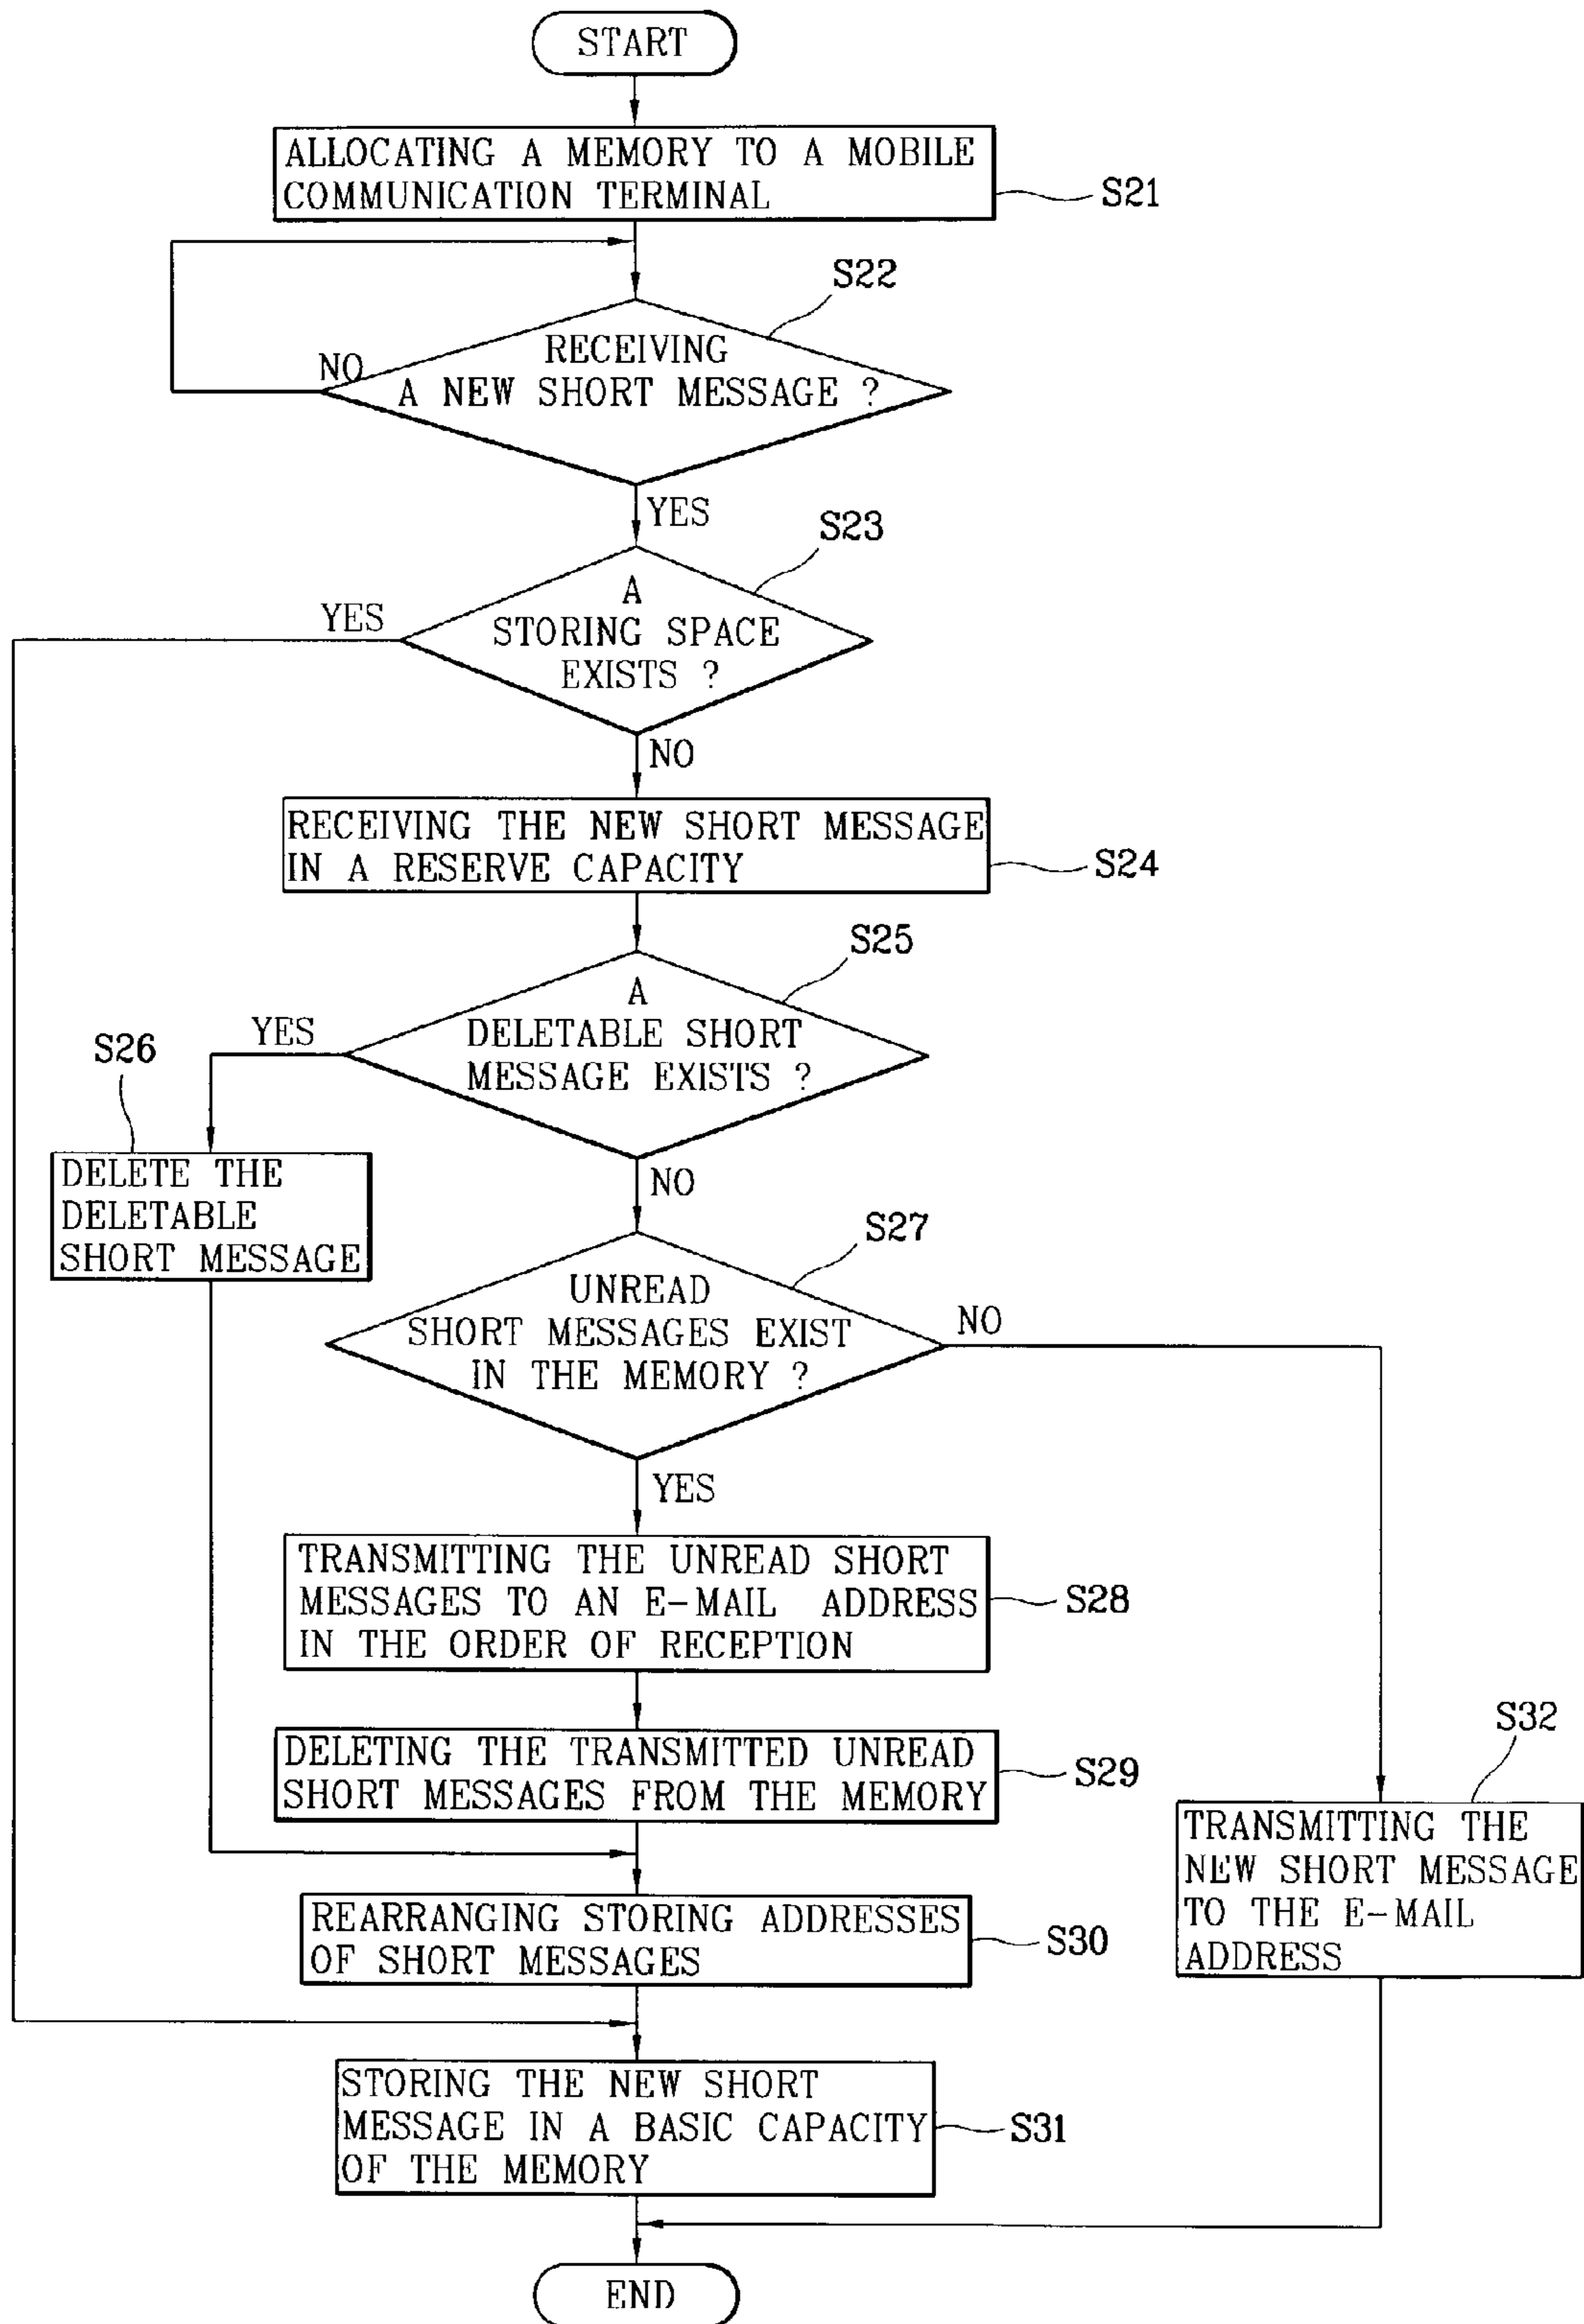 START
ALLOCATING A MEMORY TO A MOBILE
COMMUNICATION TERMINAL
S21
S22
RECEIVING
A NEW SHORT MESSAGE ?
NO
YES
S23
A
STORING SPACE
EXISTS ?
YES
NO
RECEIVING THE NEW SHORT MESSAGE
IN A RESERVE CAPACITY
S24
S25
A
DELETABLE SHORT
MESSAGE EXISTS ?
YES
S26
DELETE THE
DELETABLE
SHORT MESSAGE
NO
S27
UNREAD
SHORT MESSAGES EXIST
IN THE MEMORY ?
NO
YES
TRANSMITTING THE UNREAD SHORT
MESSAGES TO AN E-MAIL ADDRESS
IN THE ORDER OF RECEPTION
S28
DELETING THE TRANSMITTED UNREAD
SHORT MESSAGES FROM THE MEMORY
S29
S32
TRANSMITTING THE
NEW SHORT MESSAGE
TO THE E-MAIL
ADDRESS
REARRANGING STORING ADDRESSES
OF SHORT MESSAGES
S30
STORING THE NEW SHORT
MESSAGE IN A BASIC CAPACITY
OF THE MEMORY
S31
END